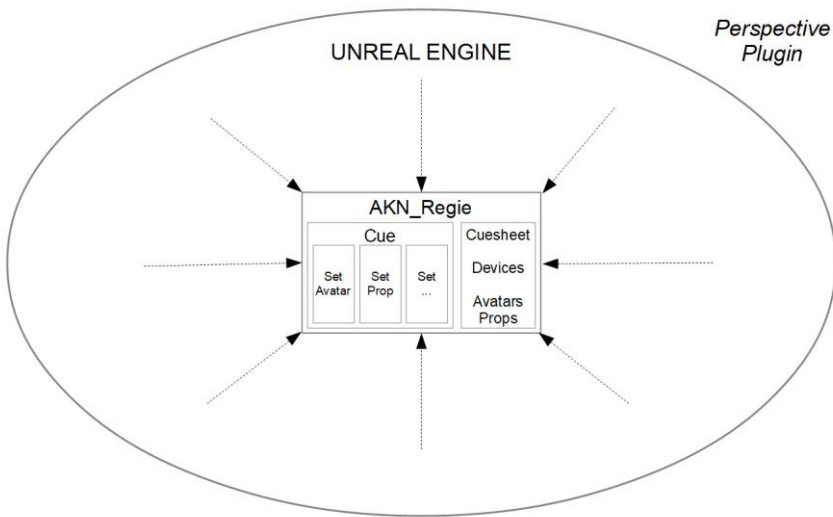 Perspective
Plugin
UNREAL ENGINE
AKN_Regie
Cue
Set
Avatar
Set
Prop
Set
...
Cuesheet
Devices
Avatars
Props